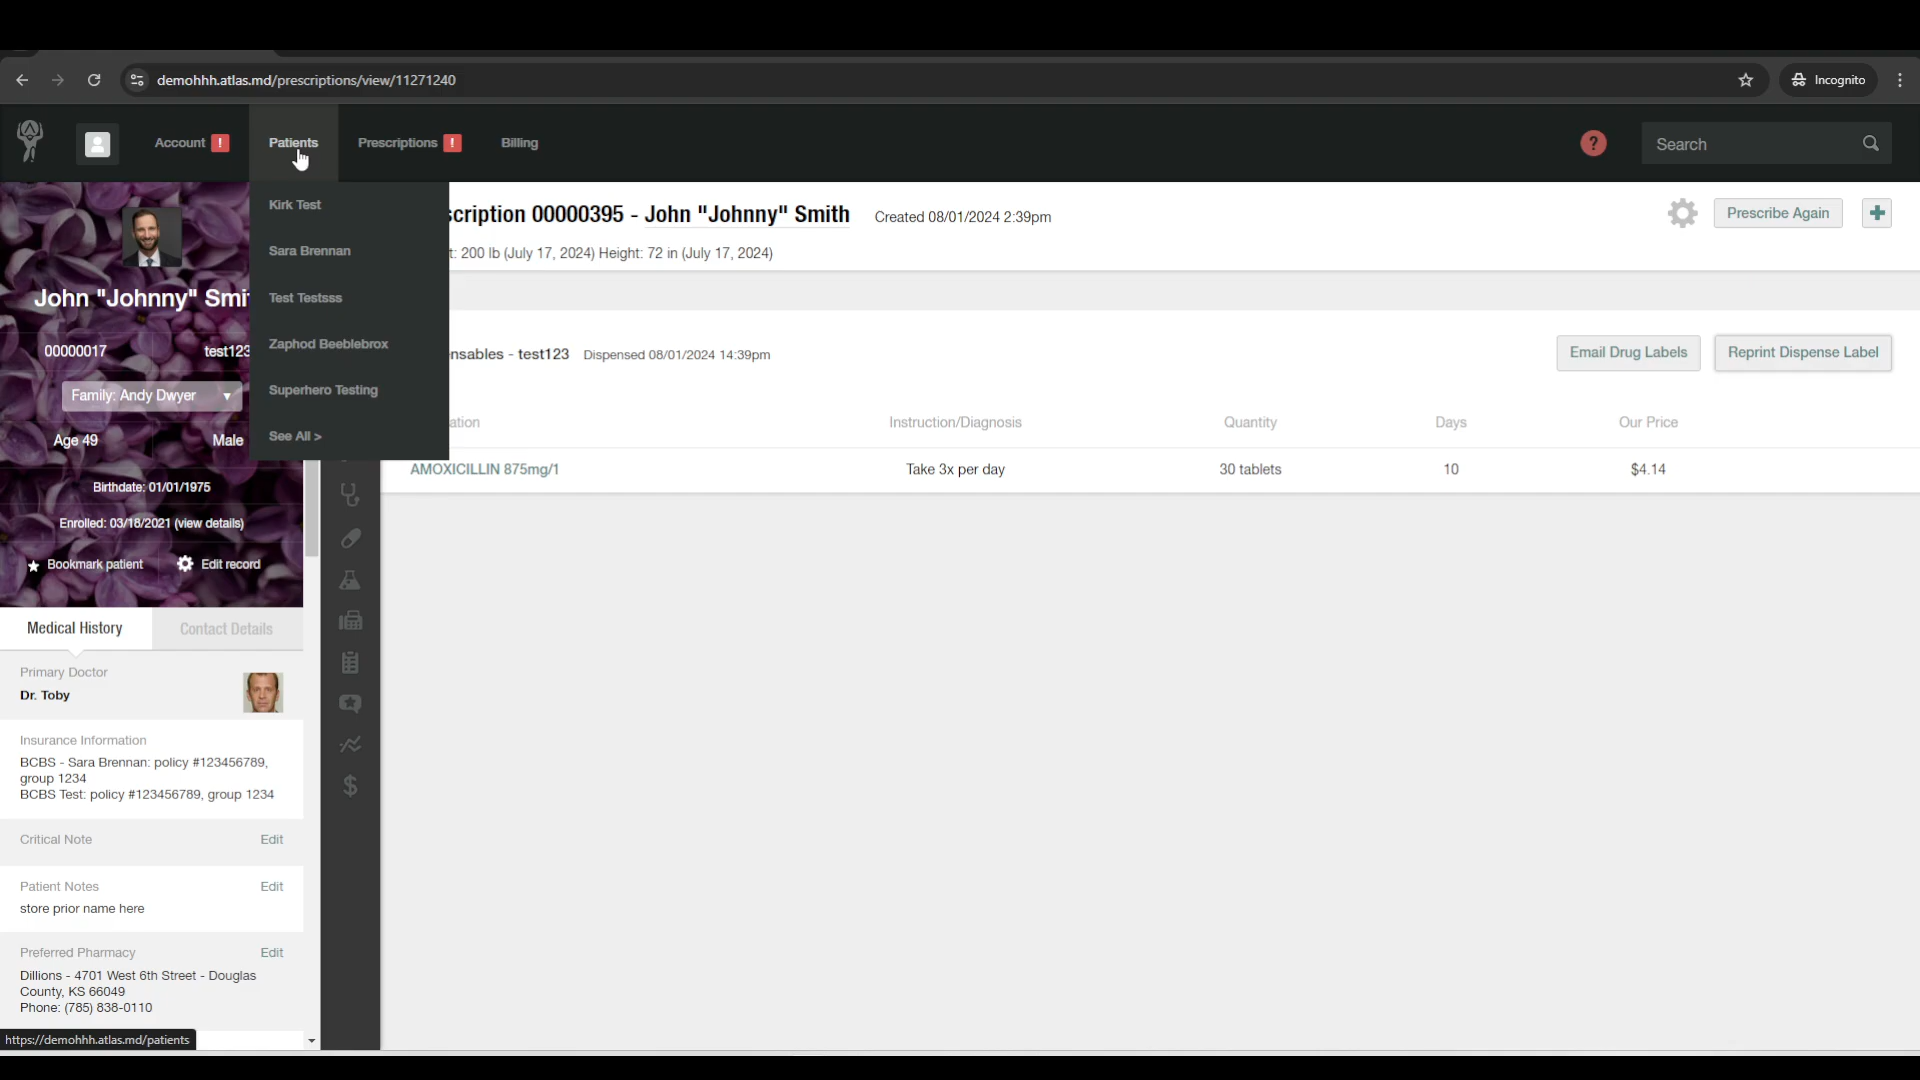 demohhh.atlas.md/prescriptions/view/11271240
Incognito
Account !
Patients
Prescriptions !
Billing
?
Search
Kirk Test
Sara Brennan
Test Testsss
Zaphod Beeblebrox
Superhero Testing
See All >
scription 00000395 - John "Johnny" Smith Created 08/01/2024 2:39pm
t: 200 lb (July 17, 2024) Height: 72 in (July 17, 2024)
Prescribe Again
ensables - test123 Dispensed 08/01/2024 14:39pm
Email Drug Labels
Reprint Dispense Label
ation Instruction/Diagnosis Quantity Days Our Price
AMOXICILLIN 875mg/1 Take 3x per day 30 tablets 10 $4.14
John "Johnny" Smi
00000017 test123
Family: Andy Dwyer
Age 49 Male
Birthdate: 01/01/1975
Enrolled: 03/18/2021 (view details)
Bookmark patient Edit record
Medical History Contact Details
Primary Doctor
Dr. Toby
Insurance Information
BCBS - Sara Brennan: policy #123456789,
group 1234
BCBS Test: policy #123456789, group 1234
Critical Note Edit
Patient Notes Edit
store prior name here
Preferred Pharmacy Edit
Dillions - 4701 West 6th Street - Douglas
County, KS 66049
Phone: (785) 838-0110
https://demohhh.atlas.md/patients